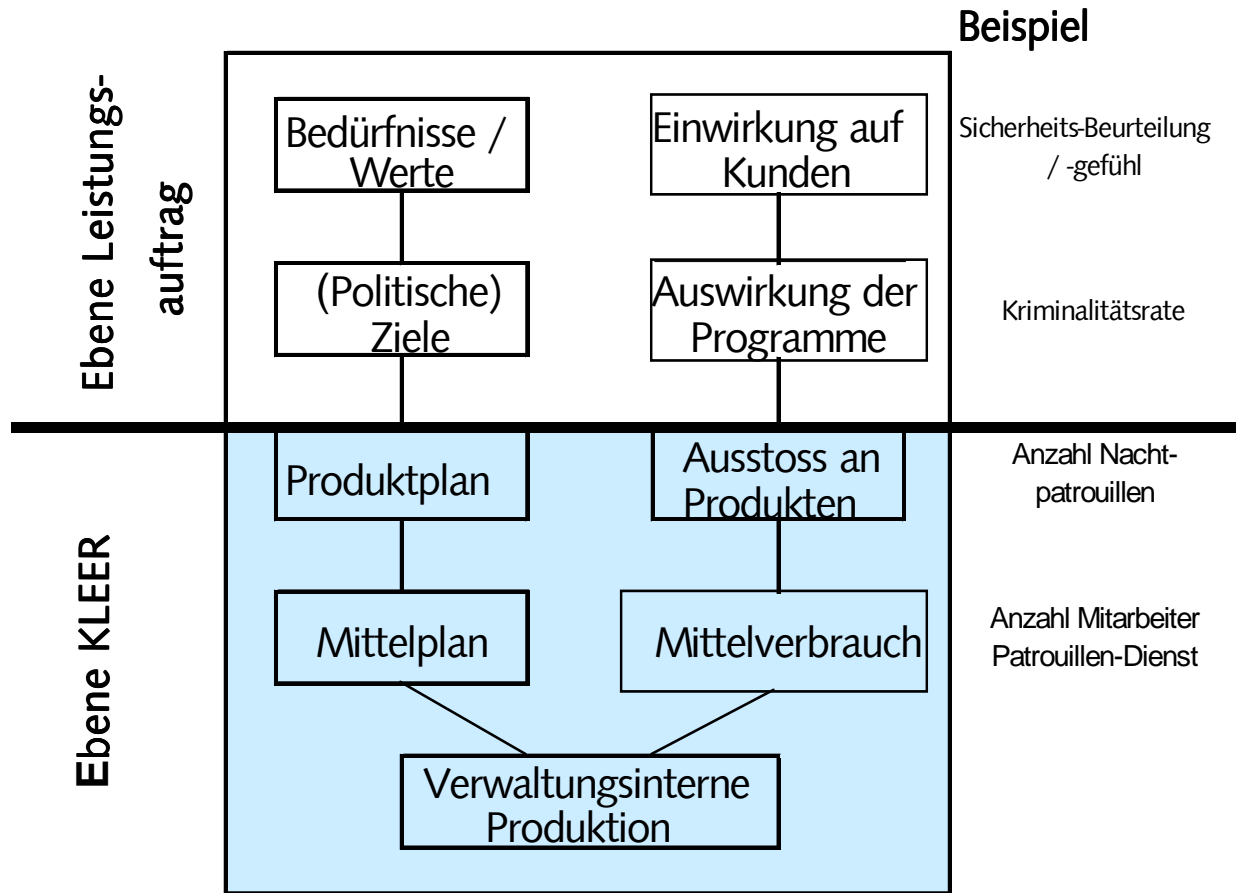 Beispiel
Ebene Leistungs-
auftrag
Bedürfnisse /
Werte
Einwirkung auf
Kunden
Sicherheits-Beurteilung
/ -gefühl
(Politische)
Ziele
Auswirkung der
Programme
Kriminalitätsrate
Ebene KLEER
Produktplan
Ausstoss an
Produkten
Anzahl Nacht-
patrouillen
Mittelplan
Mittelverbrauch
Anzahl Mitarbeiter
Patrouillen-Dienst
Verwaltungsinterne
Produktion